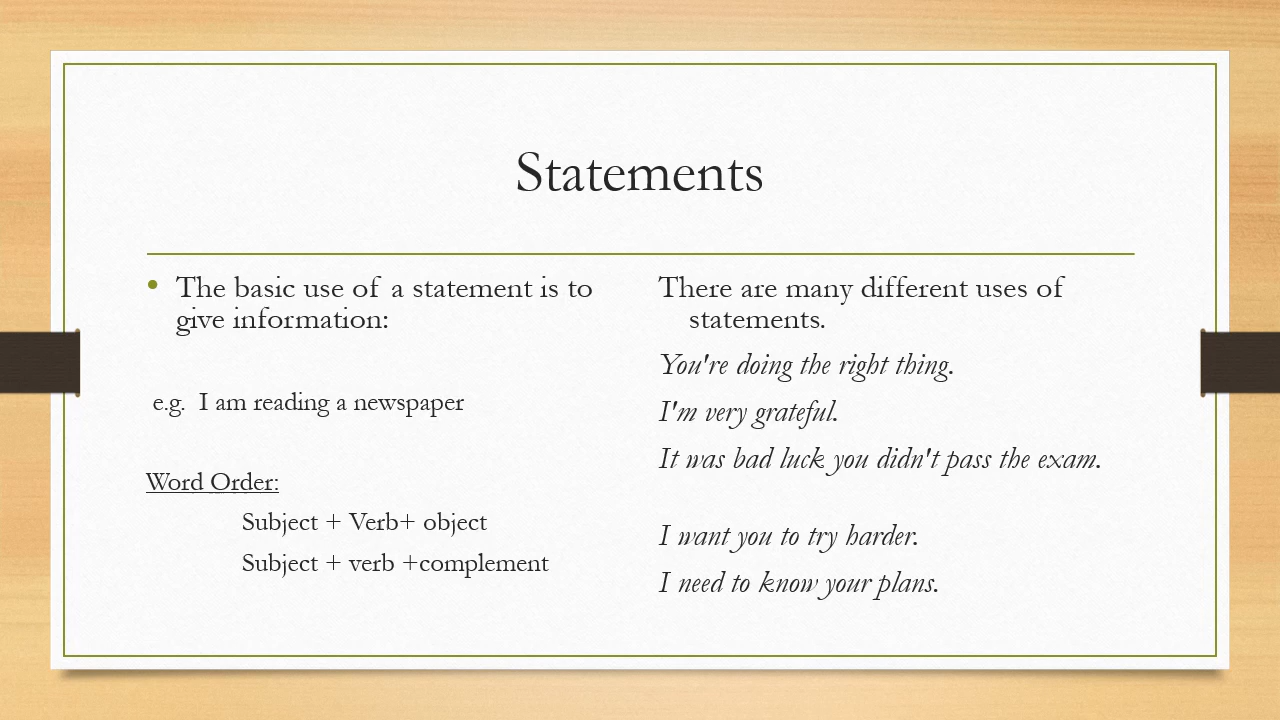 Statements
• The basic use of a statement is to
give information:
e.g. I am reading a newspaper
Word Order:
Subject + Verb+ object
Subject + verb +complement
There are many different uses of
statements.
You're doing the right thing.
I'm very grateful.
It was bad luck you didn't pass the exam.
I want you to try harder.
I need to know your plans.